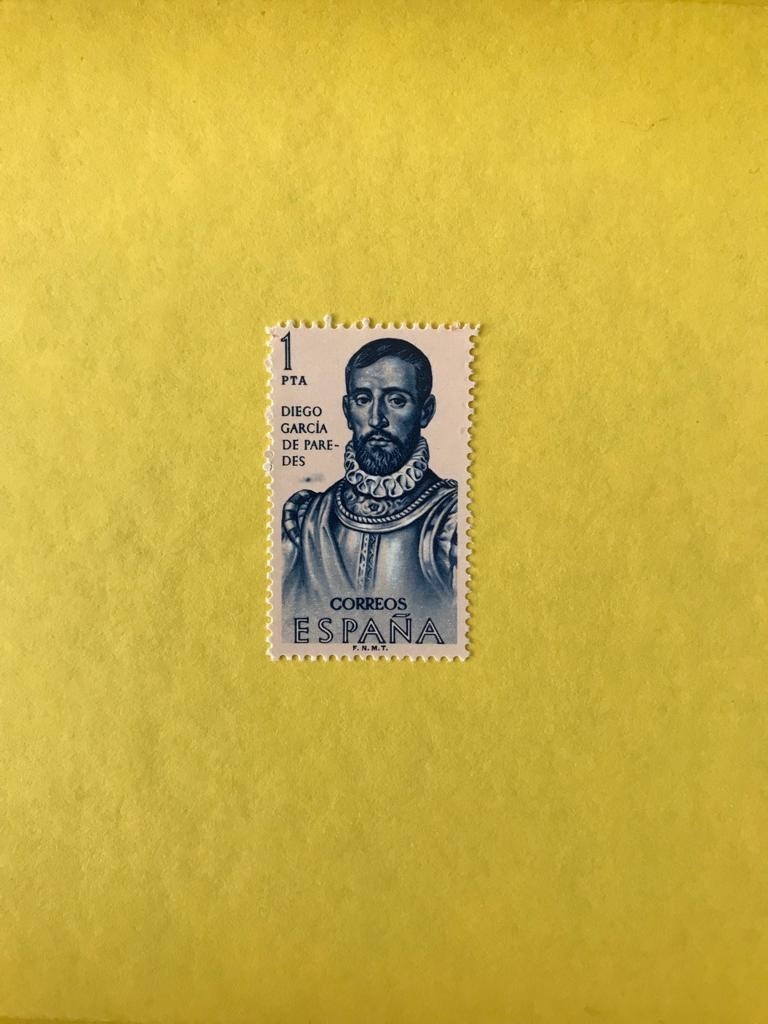 1
PTA
DIEGO
GARCÍA
DE PARE-
DES
CORREOS
ESPAÑA
F.N.M.T.